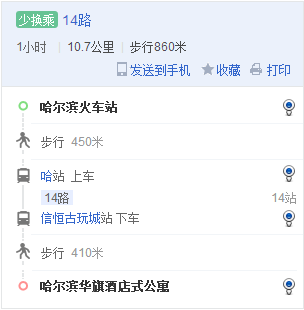 少换乘 14路
1小时 | 10.7公里 | 步行860米
发送到手机 收藏 打印
哈尔滨火车站
步行 450米
哈站 上车
14路 14站
信恒古玩城站 下车
步行 410米
哈尔滨华旗酒店式公寓